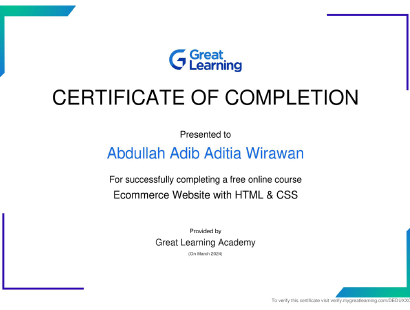 Great
Learning
CERTIFICATE OF COMPLETION
Presented to
Abdullah Adib Aditia Wirawan
For successfully completing a free online course
Ecommerce Website with HTML & CSS
Provided by
Great Learning Academy
(On March 2024)
To verify this certificate visit verify.mygreatlearning.com/